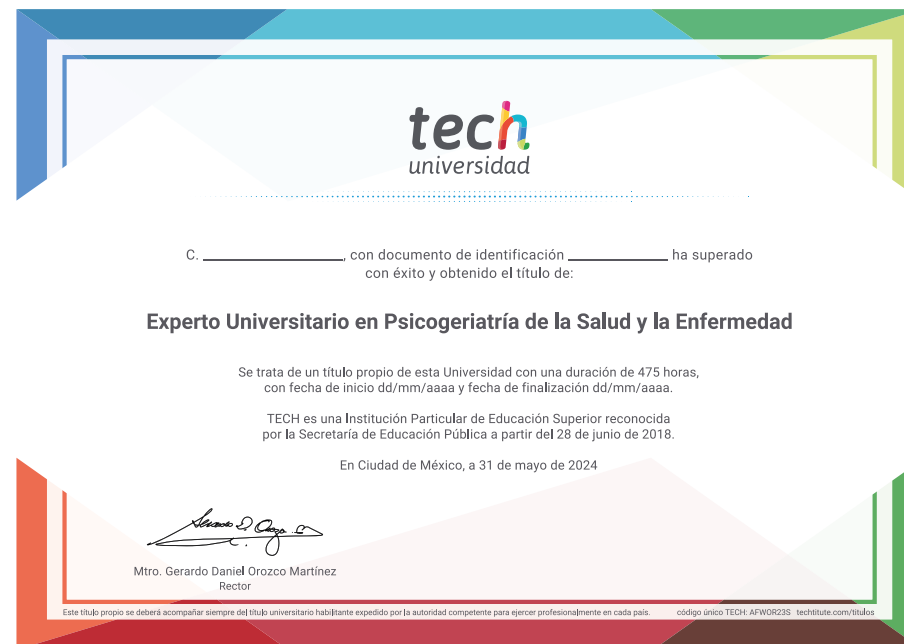 tech
universidad
C. ____________, con documento de identificación ____________ ha superado
con éxito y obtenido el título de:
Experto Universitario en Psicogeriatría de la Salud y la Enfermedad
Se trata de un título propio de esta Universidad con una duración de 475 horas,
con fecha de inicio dd/mm/aaaa y fecha de finalización dd/mm/aaaa.
TECH es una Institución Particular de Educación Superior reconocida
por la Secretaría de Educación Pública a partir del 28 de junio de 2018.
En Ciudad de México, a 31 de mayo de 2024
Mtro. Gerardo Daniel Orozco Martínez
Rector
Este título propio se deberá acompañar siempre del título universitario habilitante expedido por la autoridad competente para ejercer profesionalmente en cada país. código único TECH: AFWOR23S techtitute.com/titulos